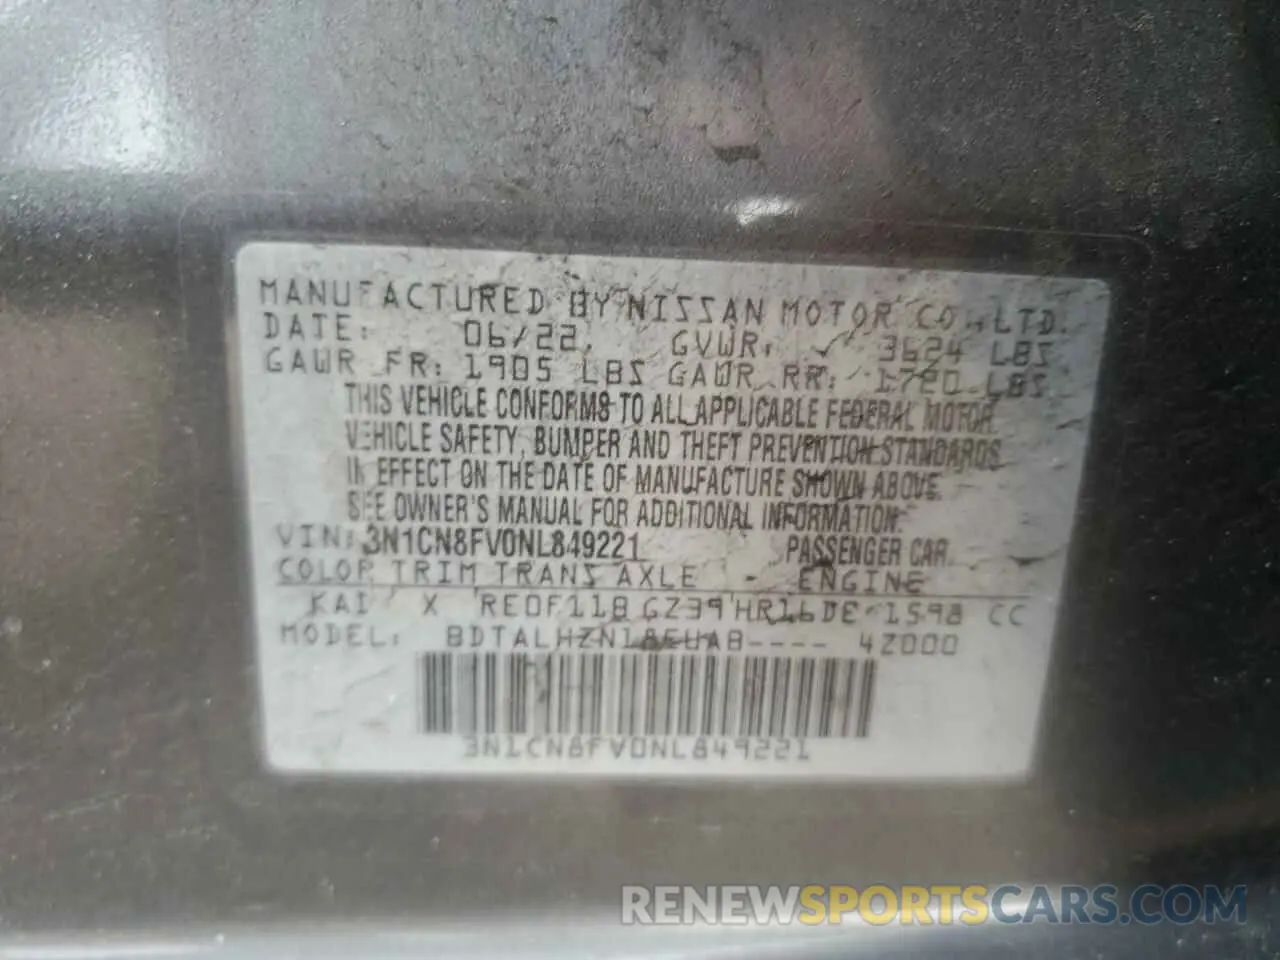 MANUFACTURED BY NISSAN MOTOR CO., LTD.
DATE: 06/22. GVWR: 3624 LBS
GAWR FR: 1905 LBS GAWR RR: 1720 LBS
THIS VEHICLE CONFORMS TO ALL APPLICABLE FEDERAL MOTOR
VEHICLE SAFETY, BUMPER AND THEFT PREVENTION STANDARDS
IN EFFECT ON THE DATE OF MANUFACTURE SHOWN ABOVE.
SEE OWNER'S MANUAL FOR ADDITIONAL INFORMATION.
VIN: 3N1CN8FV0NL849221 PASSENGER CAR
COLOR TRIM TRANS AXLE ENGINE
KAI X RE0F11B GZ39 HR16DE 1598 CC
MODEL: BDTALHZN18EUAB---- 4Z000
3N1CN8FV0NL849221
RENEWSPORTSCARS.COM